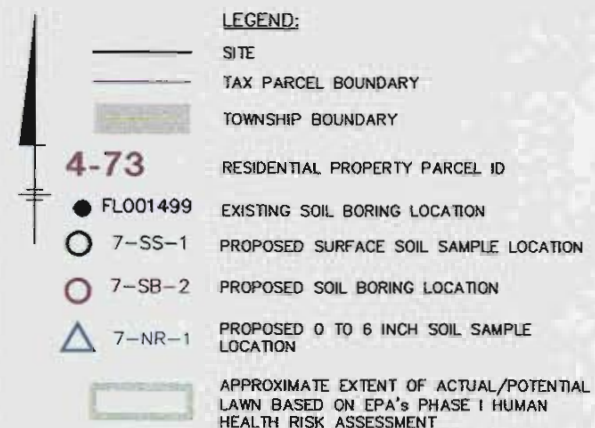 LEGEND:
SITE
TAX PARCEL BOUNDARY
TOWNSHIP BOUNDARY
4-73 RESIDENTIAL PROPERTY PARCEL ID
FL001499 EXISTING SOIL BORING LOCATION
7-SS-1 PROPOSED SURFACE SOIL SAMPLE LOCATION
7-SB-2 PROPOSED SOIL BORING LOCATION
7-NR-1 PROPOSED 0 TO 6 INCH SOIL SAMPLE
LOCATION
APPROXIMATE EXTENT OF ACTUAL/POTENTIAL
LAWN BASED ON EPA's PHASE I HUMAN
HEALTH RISK ASSESSMENT